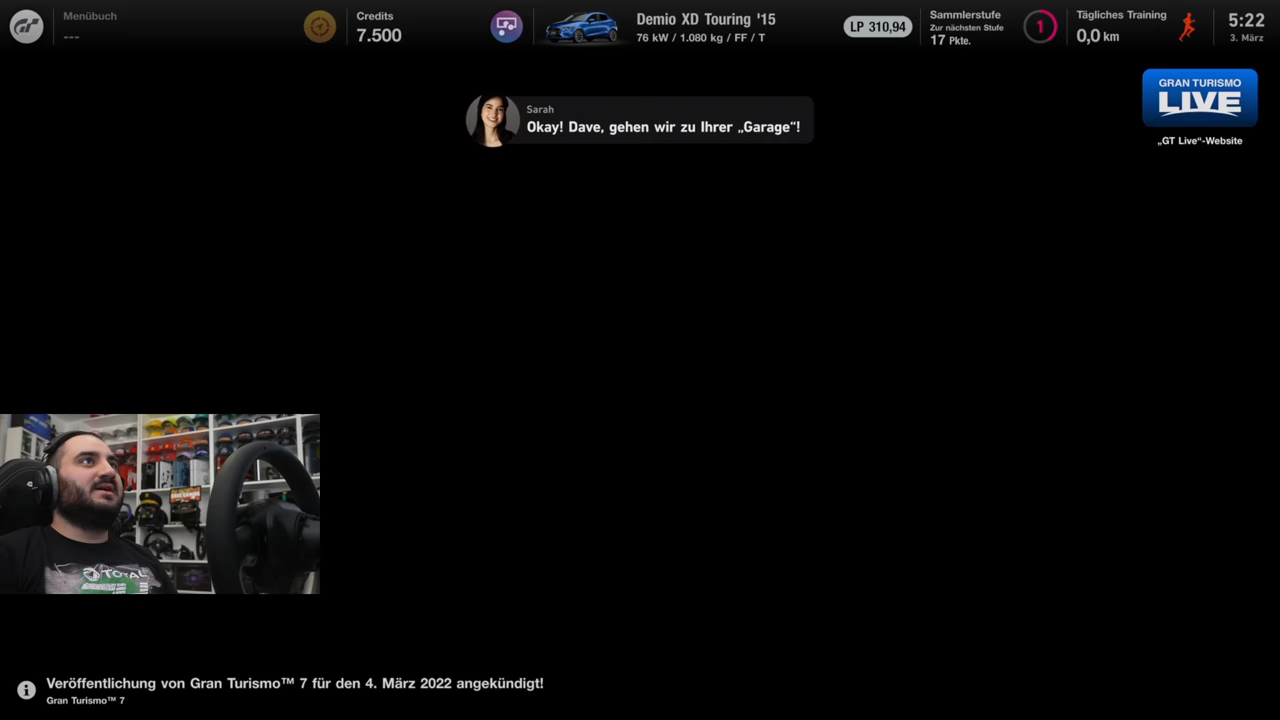 Menübuch
---
Credits
7.500
Demio XD Touring '15
76 kW / 1.080 kg / FF / T
LP 310,94
Sammlerstufe
Zur nächsten Stufe
17 Pkte.
1
Tägliches Training
0,0 km
5:22
3. März
GRAN TURISMO
LIVE
„GT Live“-Website
Sarah
Okay! Dave, gehen wir zu Ihrer „Garage“!
TOTAL
Veröffentlichung von Gran Turismo™ 7 für den 4. März 2022 angekündigt!
Gran Turismo™ 7